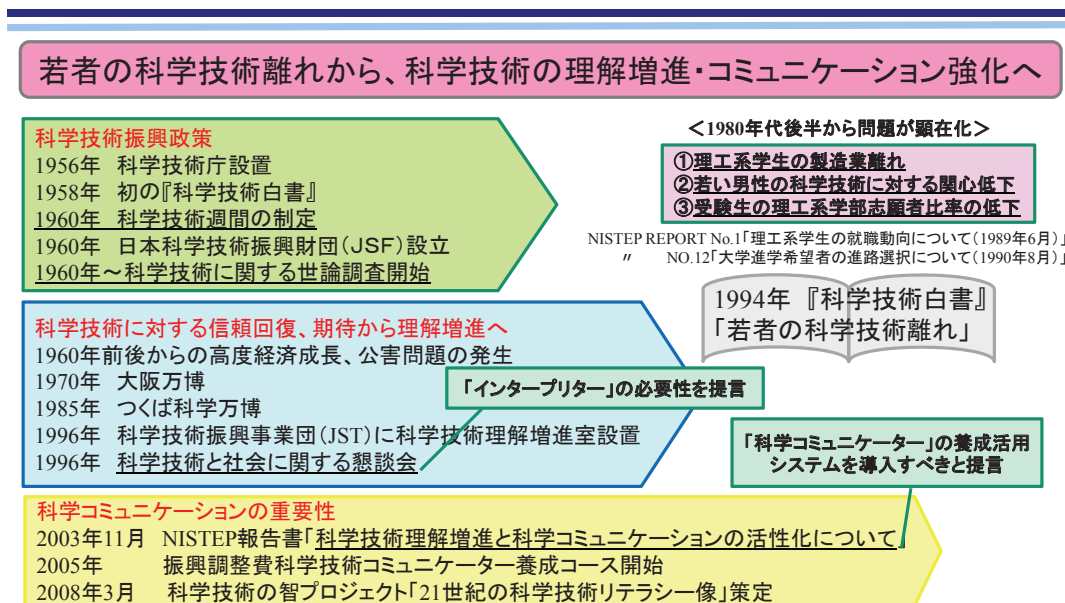 若者の科学技術離れから、科学技術の理解増進・コミュニケーション強化へ
科学技術振興政策
1956年 科学技術庁設置
1958年 初の『科学技術白書』
1960年 科学技術週間の制定
1960年 日本科学技術振興財団（JSF）設立
1960年～科学技術に関する世論調査開始
＜1980年代後半から問題が顕在化＞
①理工系学生の製造業離れ
②若い男性の科学技術に対する関心低下
③受験生の理工系学部志願者比率の低下
NISTEP REPORT No.1「理工系学生の就職動向について（1989年6月）」
〃 NO.12「大学進学希望者の進路選択について（1990年8月）」
1994年 『科学技術白書』
「若者の科学技術離れ」
科学技術に対する信頼回復、期待から理解増進へ
1960年前後からの高度経済成長、公害問題の発生
1970年 大阪万博
1985年 つくば科学万博
1996年 科学技術振興事業団（JST）に科学技術理解増進室設置
1996年 科学技術と社会に関する懇談会
「インタープリター」の必要性を提言
「科学コミュニケーター」の養成活用
システムを導入すべきと提言
科学コミュニケーションの重要性
2003年11月 NISTEP報告書「科学技術理解増進と科学コミュニケーションの活性化について」
2005年 振興調整費科学技術コミュニケーター養成コース開始
2008年3月 科学技術の智プロジェクト「21世紀の科学技術リテラシー像」策定